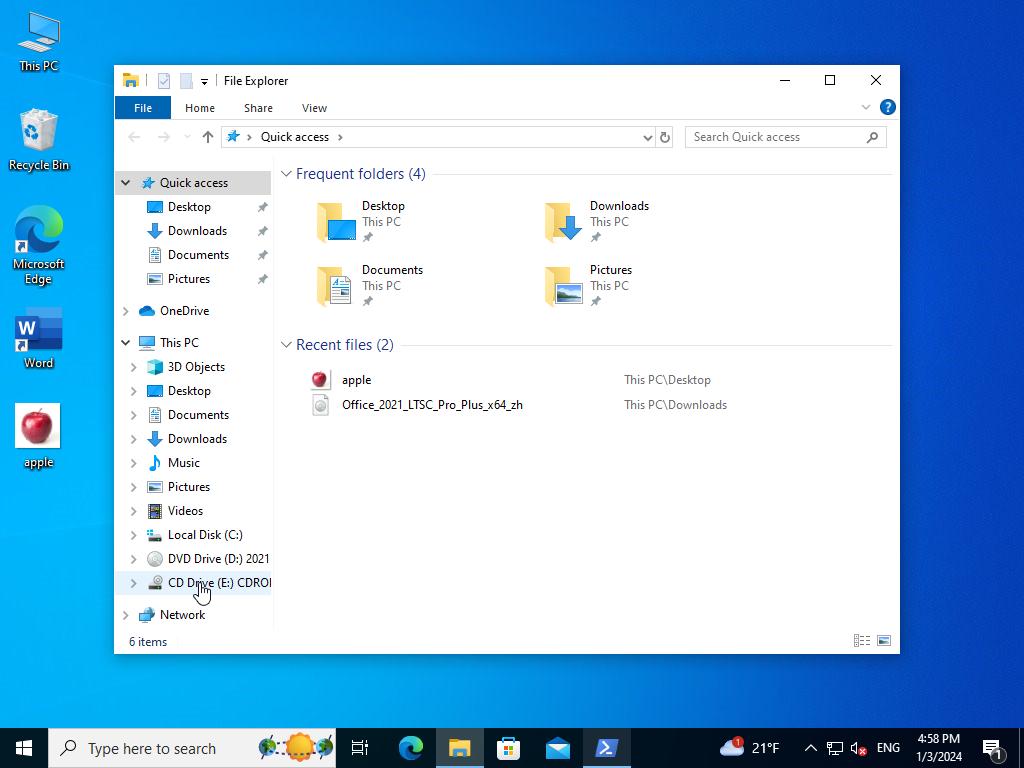 This PC
Recycle Bin
Microsoft Edge
Word
apple
File Explorer
File
Home
Share
View
Quick access
Search Quick access
Quick access
Desktop
Downloads
Documents
Pictures
OneDrive
This PC
3D Objects
Desktop
Documents
Downloads
Music
Pictures
Videos
Local Disk (C:)
DVD Drive (D:) 2021
CD Drive (E:) CDRO
Network
Frequent folders (4)
Desktop
This PC
Downloads
This PC
Documents
This PC
Pictures
This PC
Recent files (2)
apple
This PC\Desktop
Office_2021_LTSC_Pro_Plus_x64_zh
This PC\Downloads
6 items
Type here to search
1
21°F
ENG
4:58 PM
1/3/2024
1